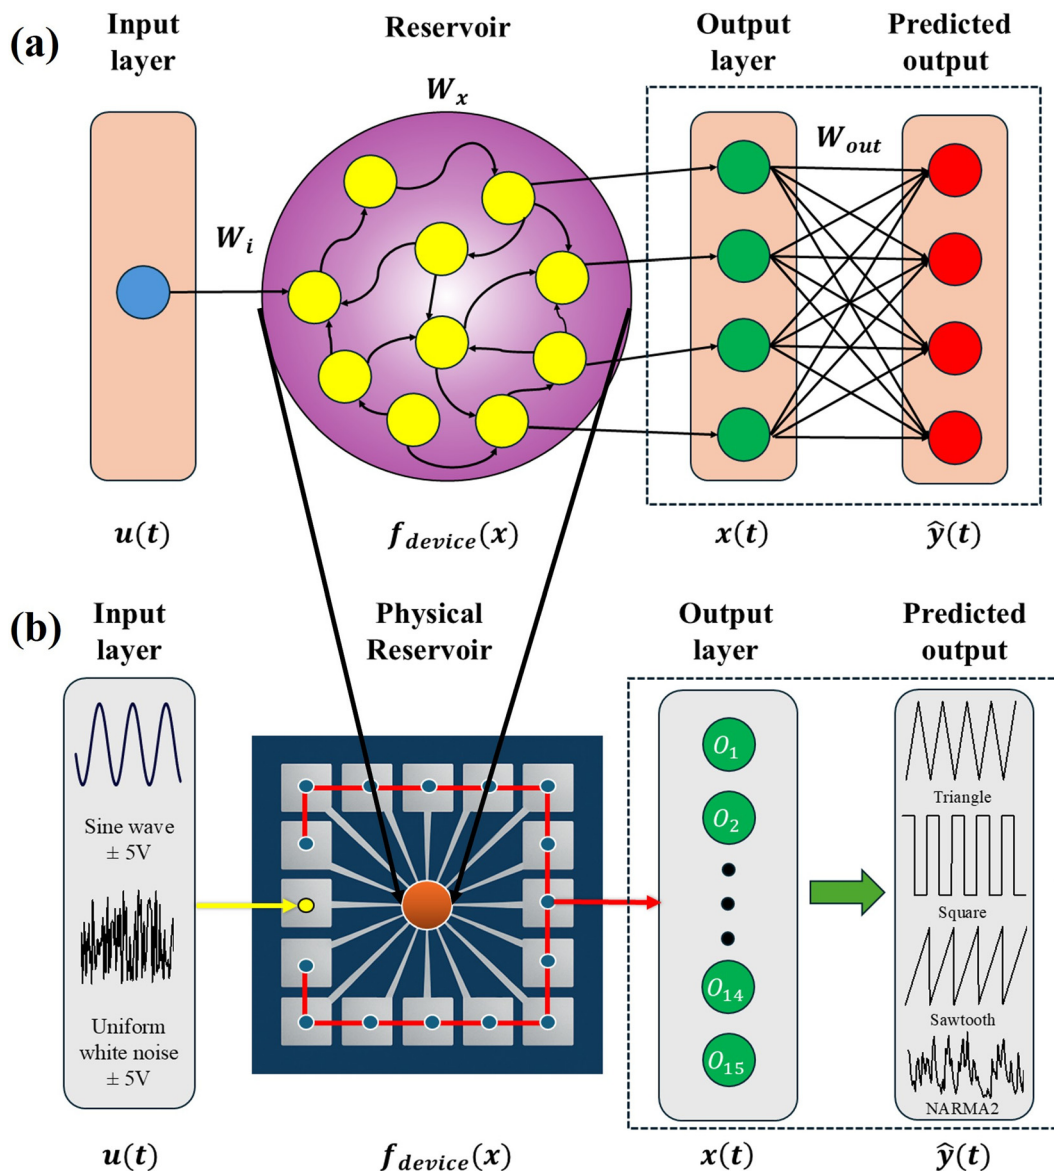 (a)
Input
layer
Reservoir
Output
layer
Predicted
output
W_x
W_out
W_i
u(t)
f_device(x)
x(t)
ŷ(t)
(b)
Input
layer
Physical
Reservoir
Output
layer
Predicted
output
Sine wave
± 5V
Uniform
white noise
± 5V
O_1
O_2
O_14
O_15
Triangle
Square
Sawtooth
NARMA2
u(t)
f_device(x)
x(t)
ŷ(t)